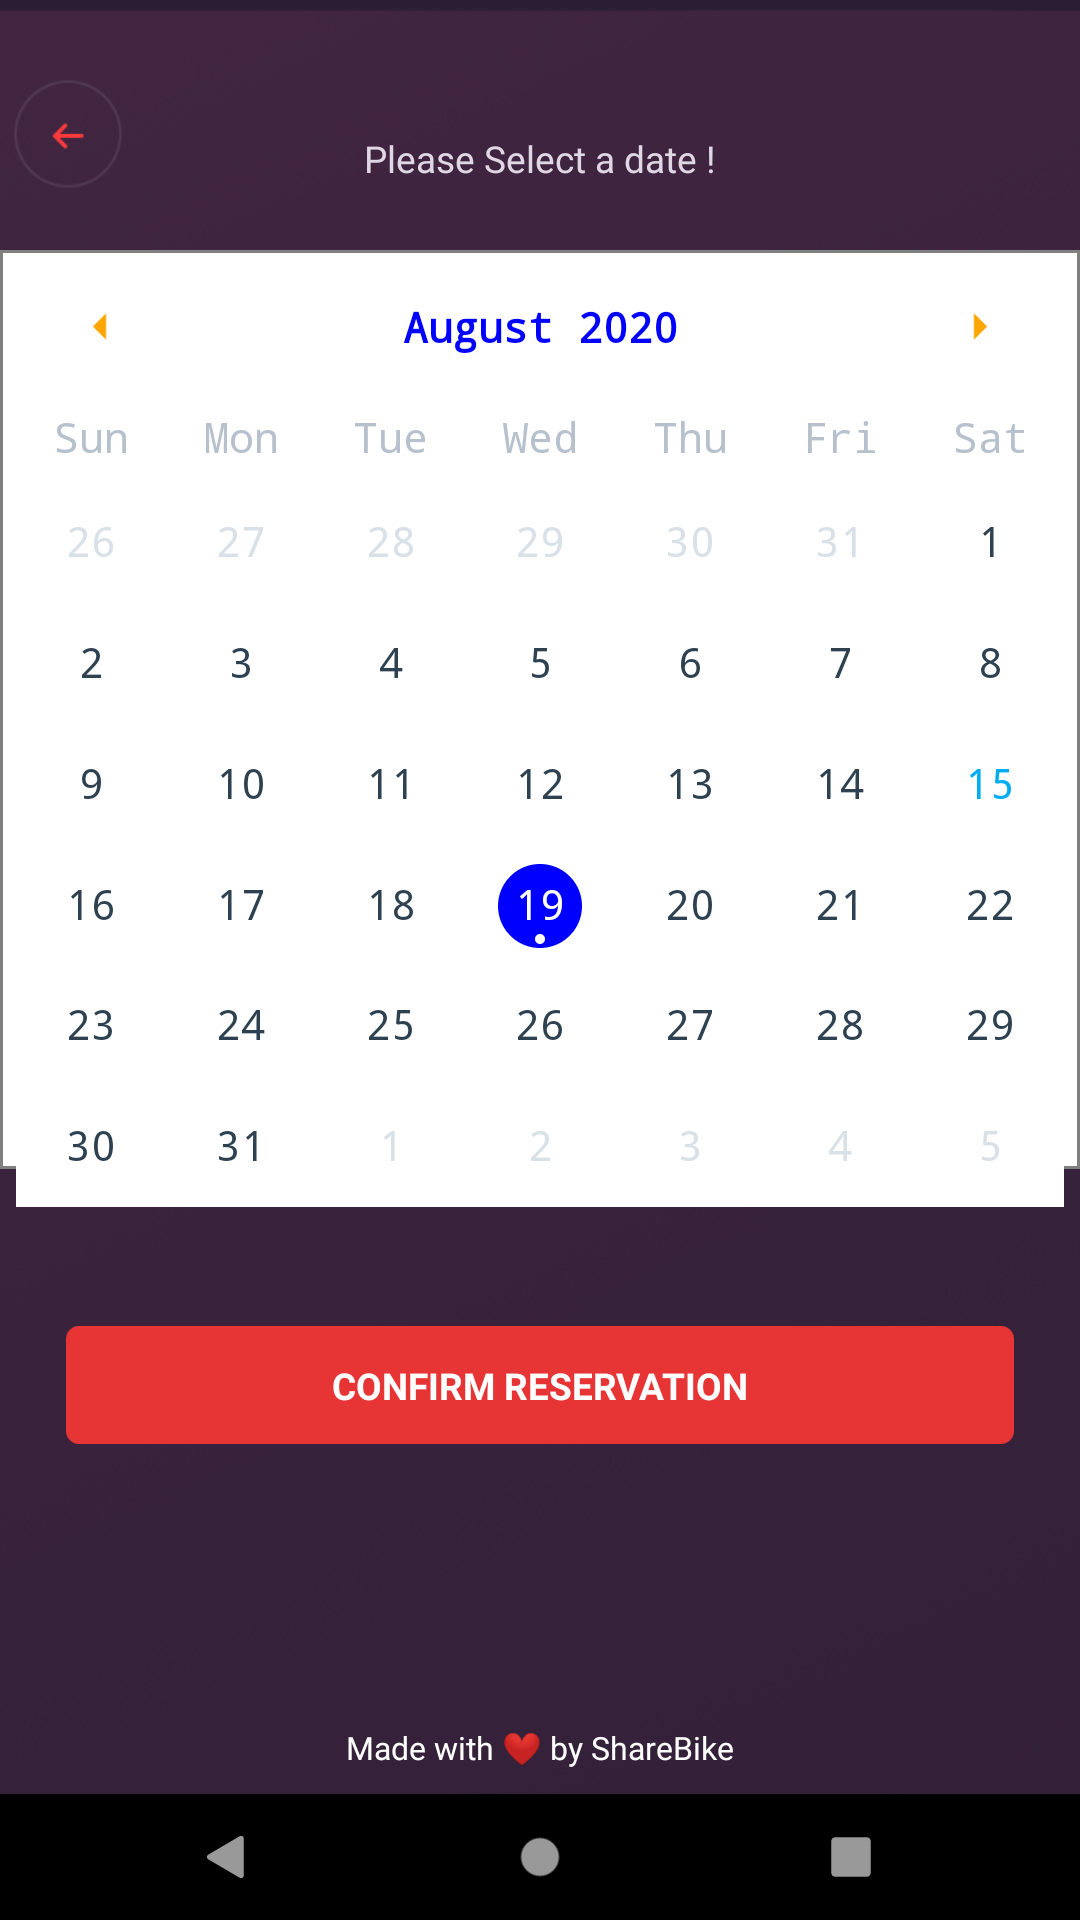 Please Select a date !
August 2020
Sun Mon Tue Wed Thu Fri Sat
26 27 28 29 30 31 1
2 3 4 5 6 7 8
9 10 11 12 13 14 15
16 17 18 19 20 21 22
23 24 25 26 27 28 29
30 31 1 2 3 4 5
CONFIRM RESERVATION
Made with ❤️ by ShareBike